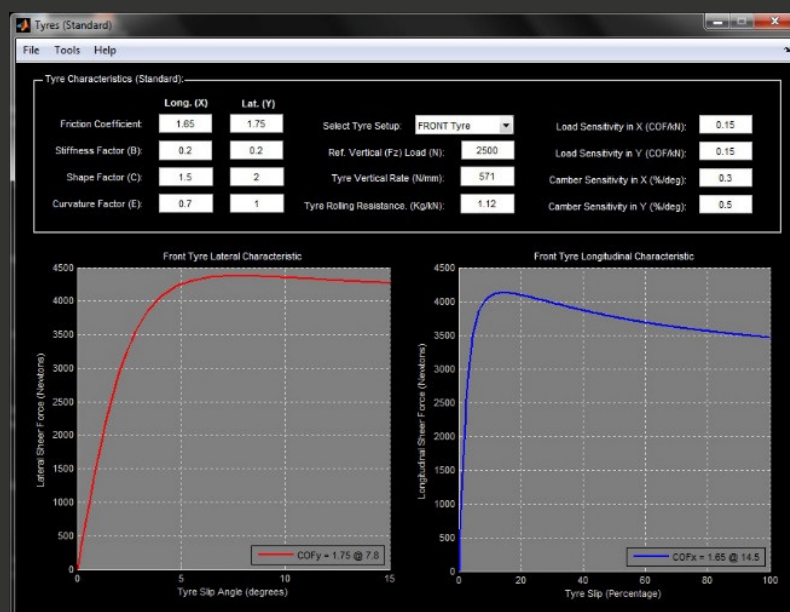 Tyres (Standard)
File Tools Help
Tyre Characteristics (Standard):
Long. (X) Lat. (Y)
Friction Coefficient: 1.65 1.75 Select Tyre Setup: FRONT Tyre Load Sensitivity in X (COF/kN): 0.15
Stiffness Factor (B): 0.2 0.2 Ref. Vertical (Fz) Load (N): 2500 Load Sensitivity in Y (COF/kN): 0.15
Shape Factor (C): 1.5 2 Tyre Vertical Rate (N/mm): 571 Camber Sensitivity in X (%/deg): 0.3
Curvature Factor (E): 0.7 1 Tyre Rolling Resistance. (Kg/kN): 1.12 Camber Sensitivity in Y (%/deg): 0.5
Front Tyre Lateral Characteristic
4500
4000
3500
3000
2500
2000
1500
1000
500
0
Lateral Sheer Force (Newtons)
COFy = 1.75 @ 7.8
0 5 10 15
Tyre Slip Angle (degrees)
Front Tyre Longitudinal Characteristic
4500
4000
3500
3000
2500
2000
1500
1000
500
0
Longitudinal Sheer Force (Newtons)
COFx = 1.65 @ 14.5
0 20 40 60 80 100
Tyre Slip (Percentage)